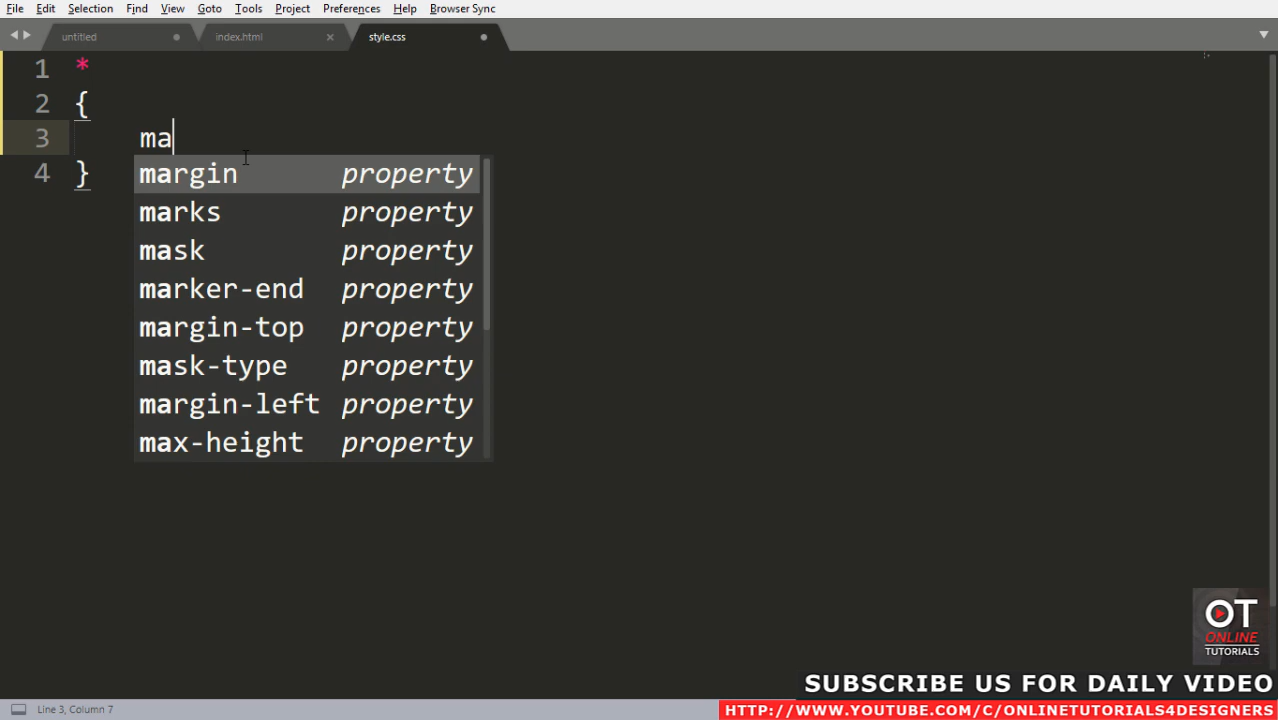 File Edit Selection Find View Goto Tools Project Preferences Help Browser Sync
untitled index.html style.css
1 *
2 {
3 ma
4 }
margin property
marks property
mask property
marker-end property
margin-top property
mask-type property
margin-left property
max-height property
OT
ONLINE
TUTORIALS
SUBSCRIBE US FOR DAILY VIDEO
HTTP://WWW.YOUTUBE.COM/C/ONLINETUTORIALS4DESIGNERS
Line 3, Column 7